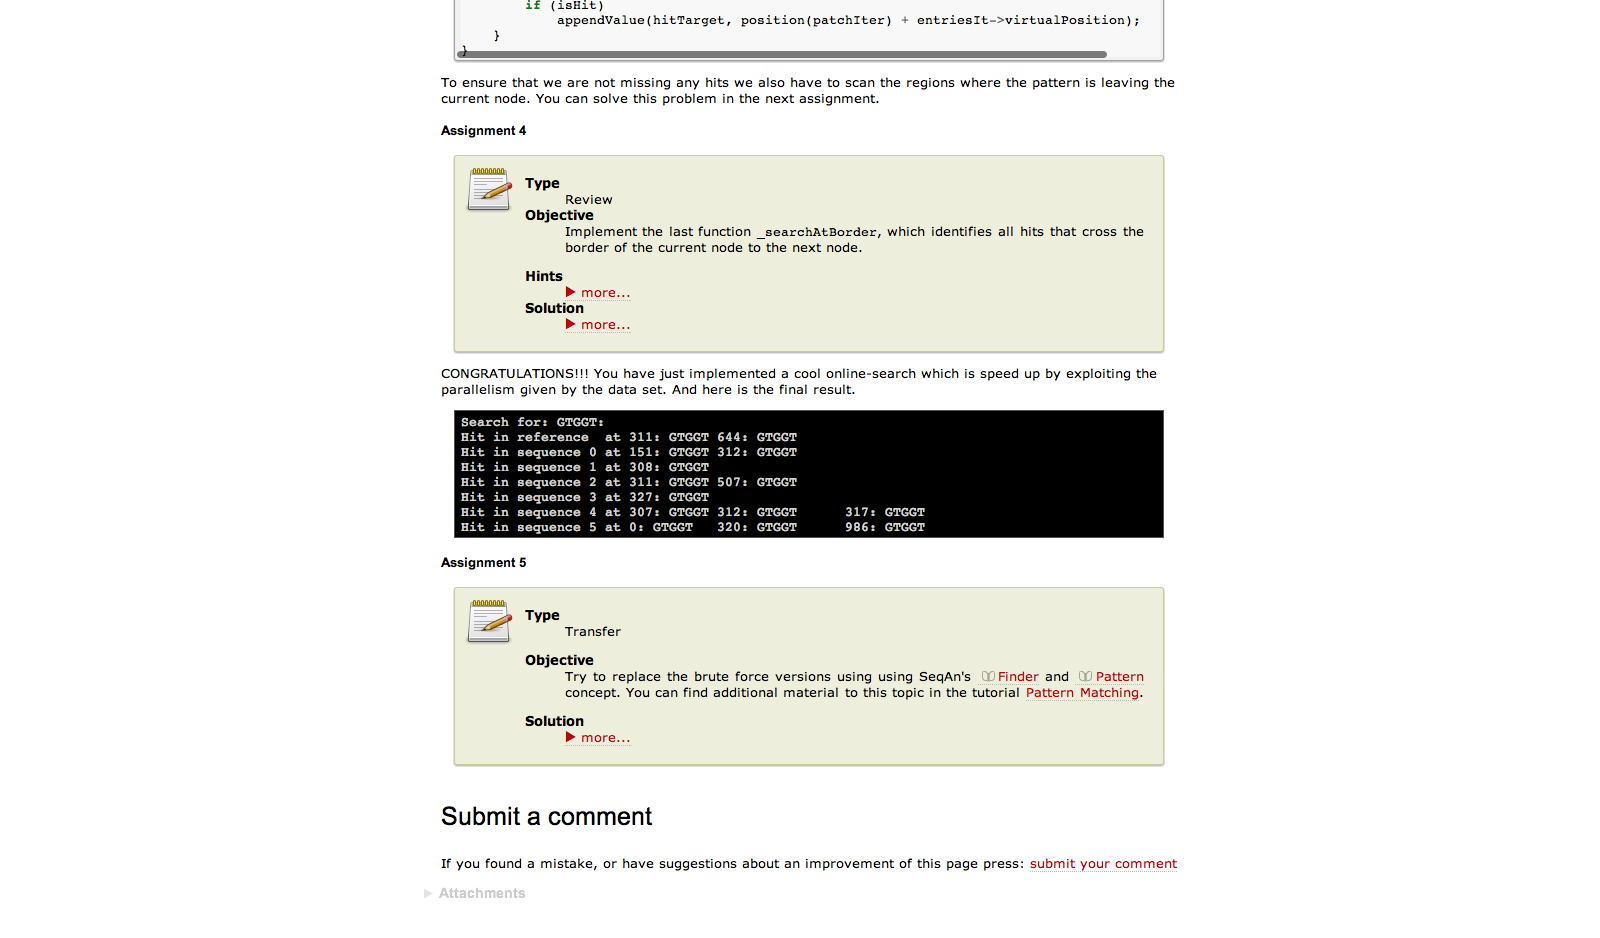 if (isHit)
appendValue(hitTarget, position(patchIter) + entriesIt->virtualPosition);
}
}
To ensure that we are not missing any hits we also have to scan the regions where the pattern is leaving the
current node. You can solve this problem in the next assignment.
Assignment 4
Type
Review
Objective
Implement the last function _searchAtBorder, which identifies all hits that cross the
border of the current node to the next node.
Hints
more...
Solution
more...
CONGRATULATIONS!!! You have just implemented a cool online-search which is speed up by exploiting the
parallelism given by the data set. And here is the final result.
Search for: GTGGT:
Hit in reference  at 311: GTGGT 644: GTGGT
Hit in sequence 0 at 151: GTGGT 312: GTGGT
Hit in sequence 1 at 308: GTGGT
Hit in sequence 2 at 311: GTGGT 507: GTGGT
Hit in sequence 3 at 327: GTGGT
Hit in sequence 4 at 307: GTGGT 312: GTGGT      317: GTGGT
Hit in sequence 5 at 0: GTGGT   320: GTGGT      986: GTGGT
Assignment 5
Type
Transfer
Objective
Try to replace the brute force versions using using SeqAn's Finder and Pattern
concept. You can find additional material to this topic in the tutorial Pattern Matching.
Solution
more...
Submit a comment
If you found a mistake, or have suggestions about an improvement of this page press: submit your comment
Attachments